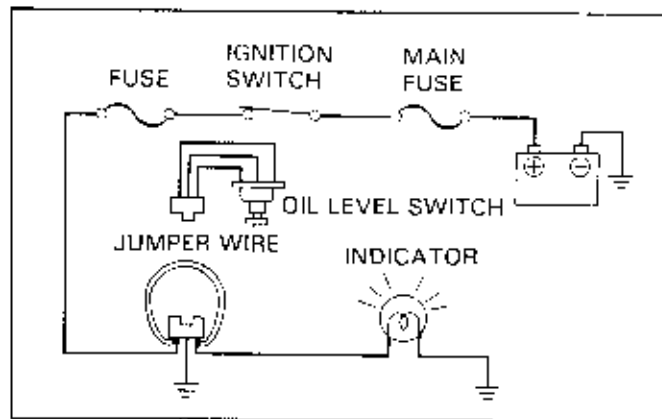 FUSE
IGNITION
SWITCH
MAIN
FUSE
OIL LEVEL SWITCH
JUMPER WIRE
INDICATOR